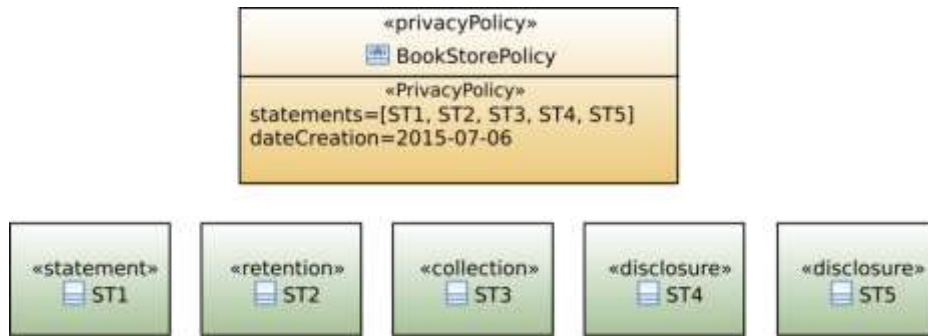 «privacyPolicy»
BookStorePolicy
«PrivacyPolicy»
statements=[ST1, ST2, ST3, ST4, ST5]
dateCreation=2015-07-06
«statement»
ST1
«retention»
ST2
«collection»
ST3
«disclosure»
ST4
«disclosure»
ST5